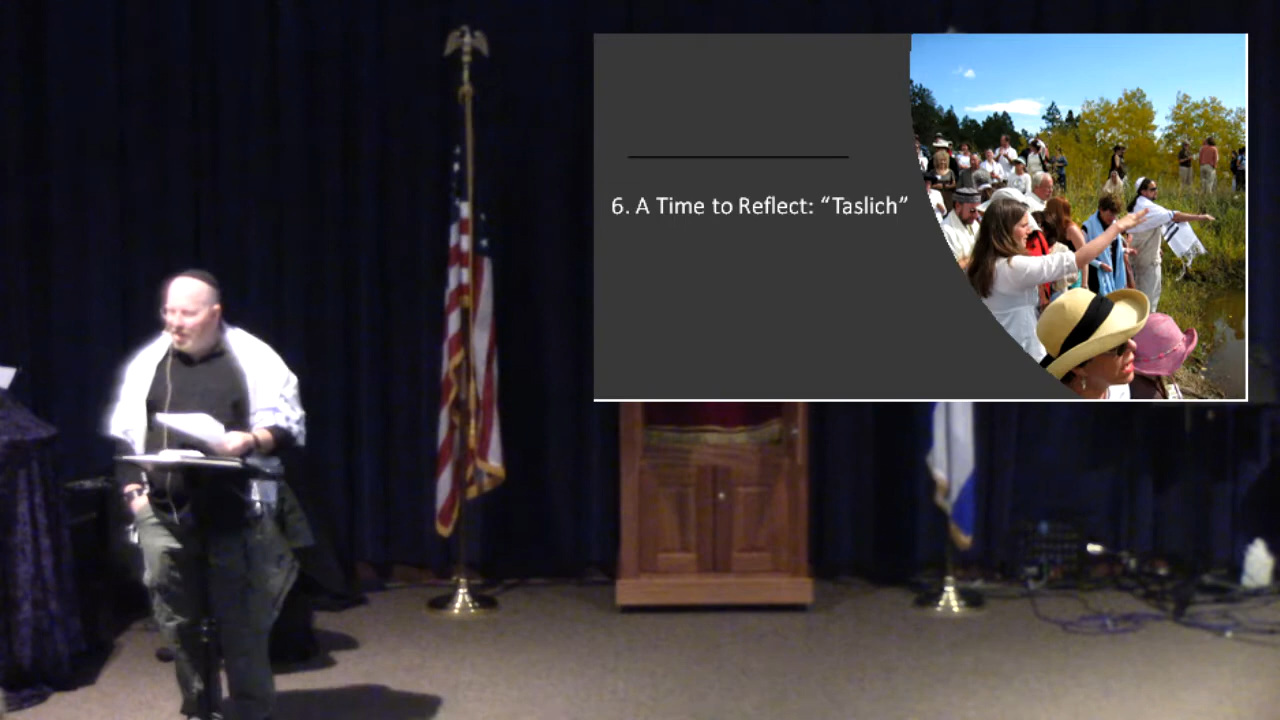 6. A Time to Reflect: “Taslich”